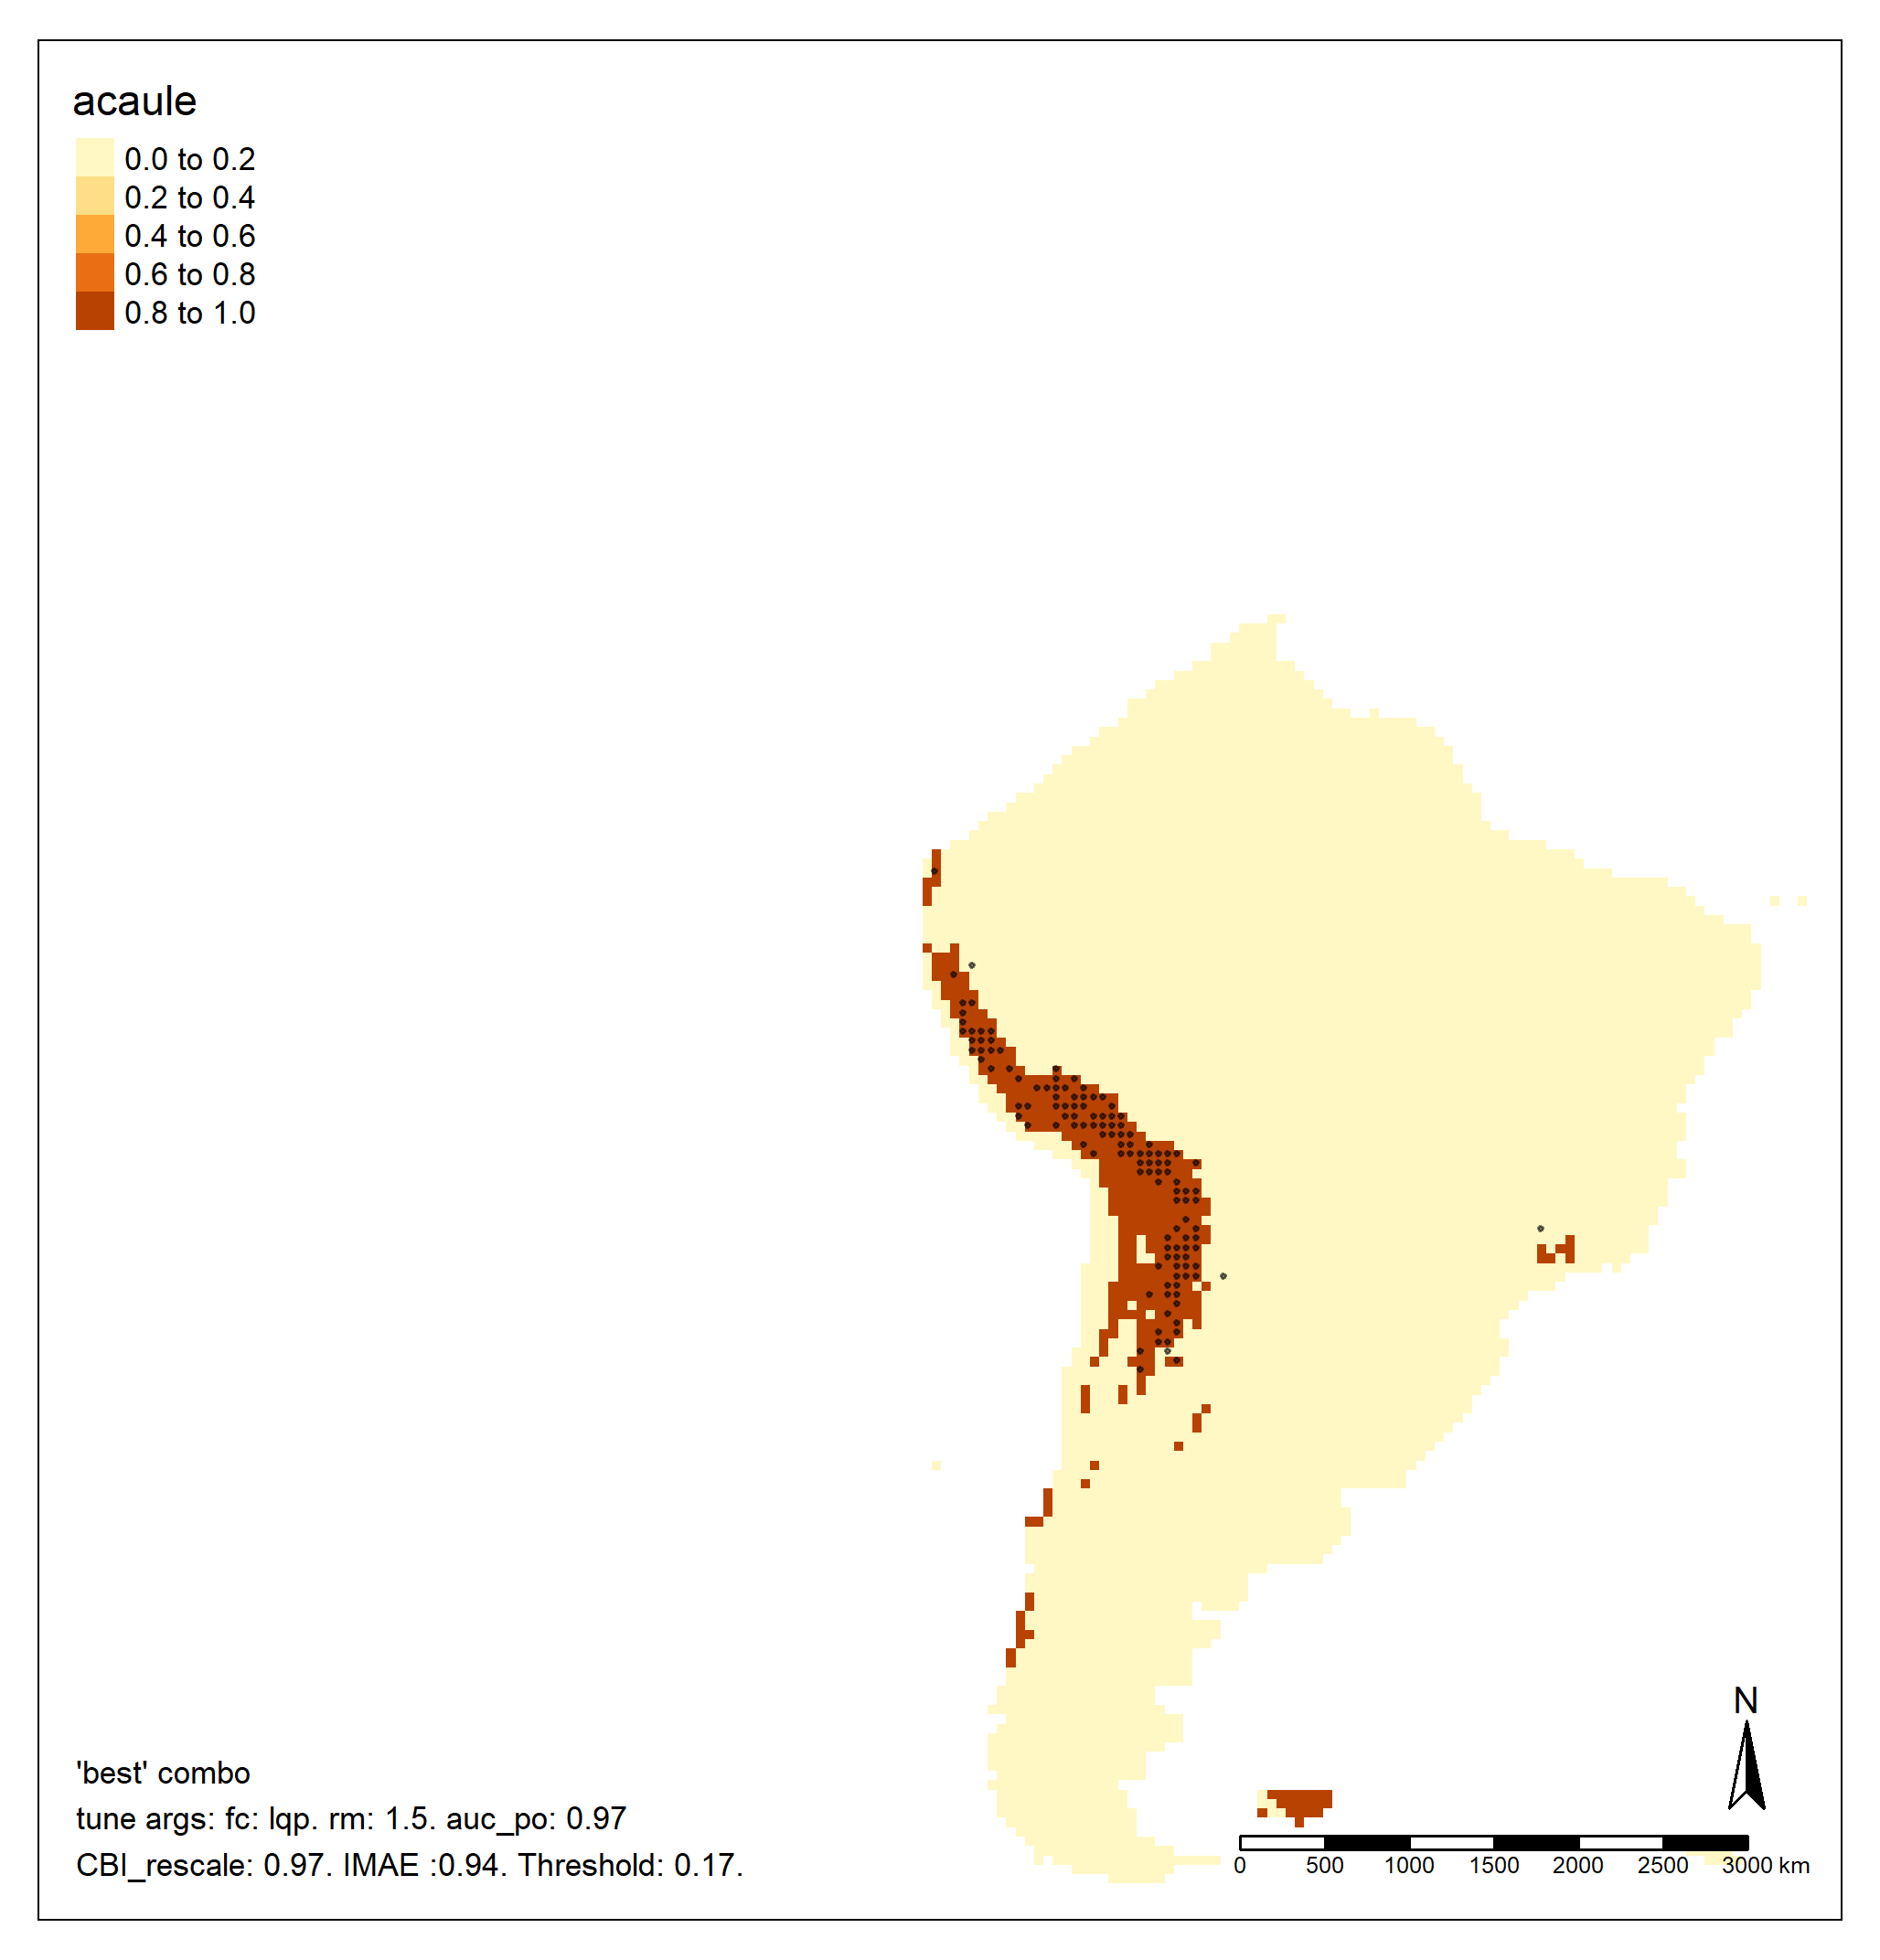 acaule
0.0 to 0.2
0.2 to 0.4
0.4 to 0.6
0.6 to 0.8
0.8 to 1.0
N
'best' combo
tune args: fc: lqp. rm: 1.5. auc_po: 0.97
CBI_rescale: 0.97. IMAE :0.94. Threshold: 0.17.
0 500 1000 1500 2000 2500 3000 km